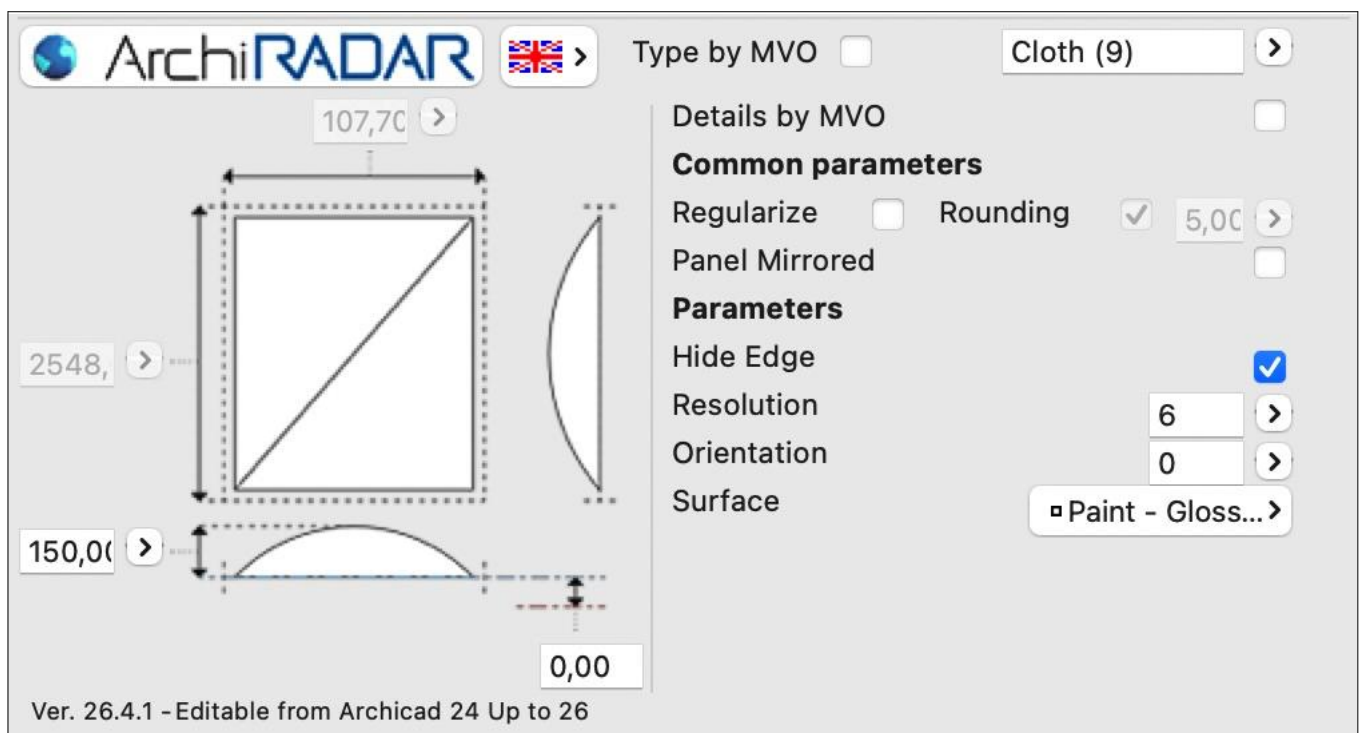 ArchiRADAR
Type by MVO
Cloth (9)
107,70
Details by MVO
Common parameters
Regularize
Rounding
5,00
Panel Mirrored
Parameters
2548,
Hide Edge
Resolution
6
Orientation
0
Surface
Paint - Gloss...
150,00
0,00
Ver. 26.4.1 - Editable from Archicad 24 Up to 26